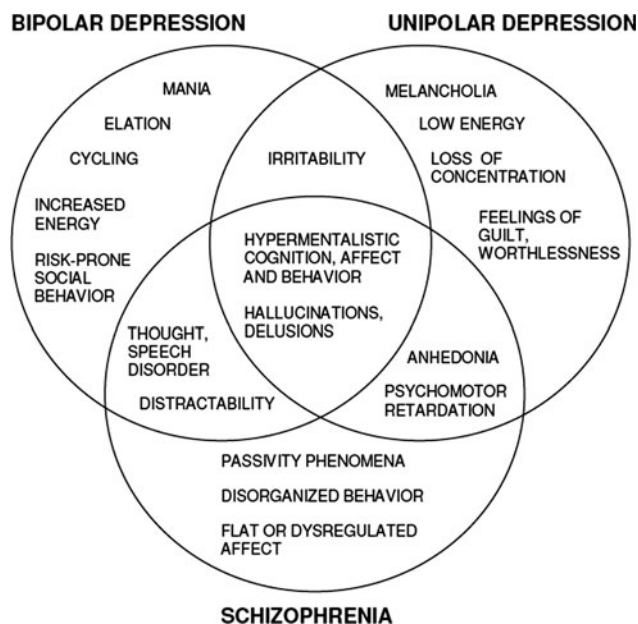 BIPOLAR DEPRESSION
UNIPOLAR DEPRESSION
MANIA
ELATION
CYCLING
INCREASED
ENERGY
RISK-PRONE
SOCIAL
BEHAVIOR
IRRITABILITY
MELANCHOLIA
LOW ENERGY
LOSS OF
CONCENTRATION
FEELINGS OF
GUILT,
WORTHLESSNESS
HYPERMENTALISTIC
COGNITION, AFFECT
AND BEHAVIOR
HALLUCINATIONS,
DELUSIONS
THOUGHT,
SPEECH
DISORDER
DISTRACTABILITY
ANHEDONIA
PSYCHOMOTOR
RETARDATION
PASSIVITY PHENOMENA
DISORGANIZED BEHAVIOR
FLAT OR DYSREGULATED
AFFECT
SCHIZOPHRENIA